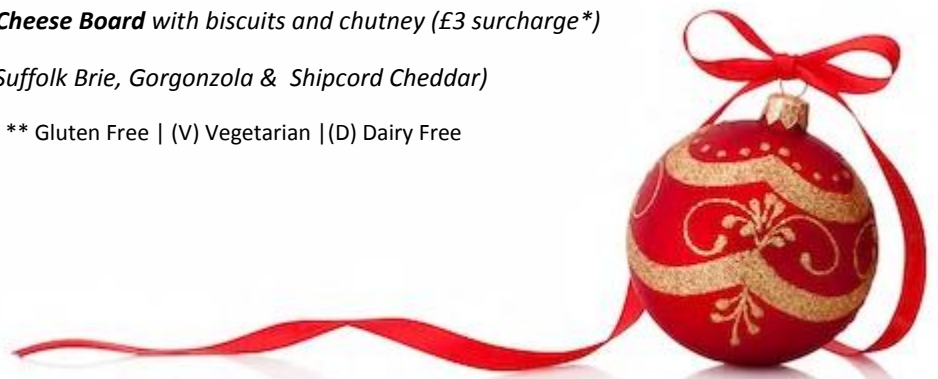 Cheese Board with biscuits and chutney (£3 surcharge*)
Suffolk Brie, Gorgonzola & Shipcord Cheddar)
** Gluten Free | (V) Vegetarian |(D) Dairy Free